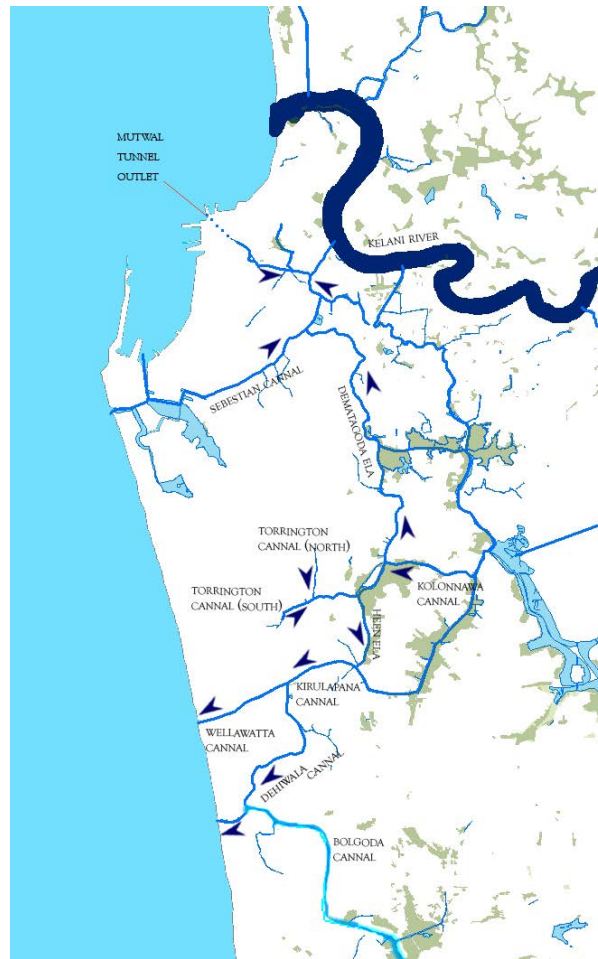 MUTWAL
TUNNEL
OUTLET
KELANI RIVER
SEBESTIAN CANNAL
DEMATAGODA ELA
TORRINGTON
CANNAL (NORTH)
TORRINGTON
CANNAL (SOUTH)
KOLONNAWA
CANNAL
HEEN ELA
KIRULAPANA
CANNAL
WELLAWATTA
CANNAL
DEHIWALA CANNAL
BOLGODA
CANNAL